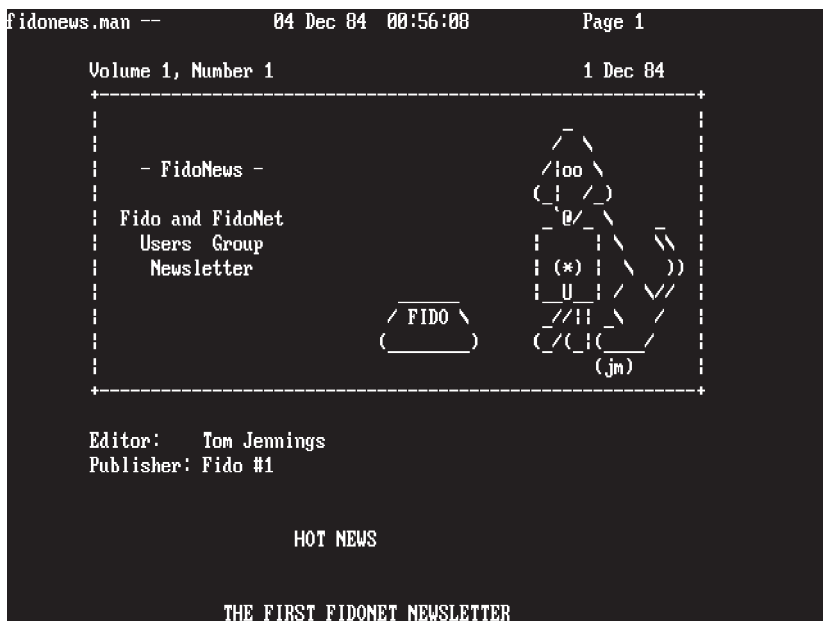 fidonews.man -- 04 Dec 84 00:56:08 Page 1
Volume 1, Number 1 1 Dec 84
- FidoNews -
Fido and FidoNet
Users Group
Newsletter
FIDO
(jm)
Editor: Tom Jennings
Publisher: Fido #1
HOT NEWS
THE FIRST FIDONET NEWSLETTER